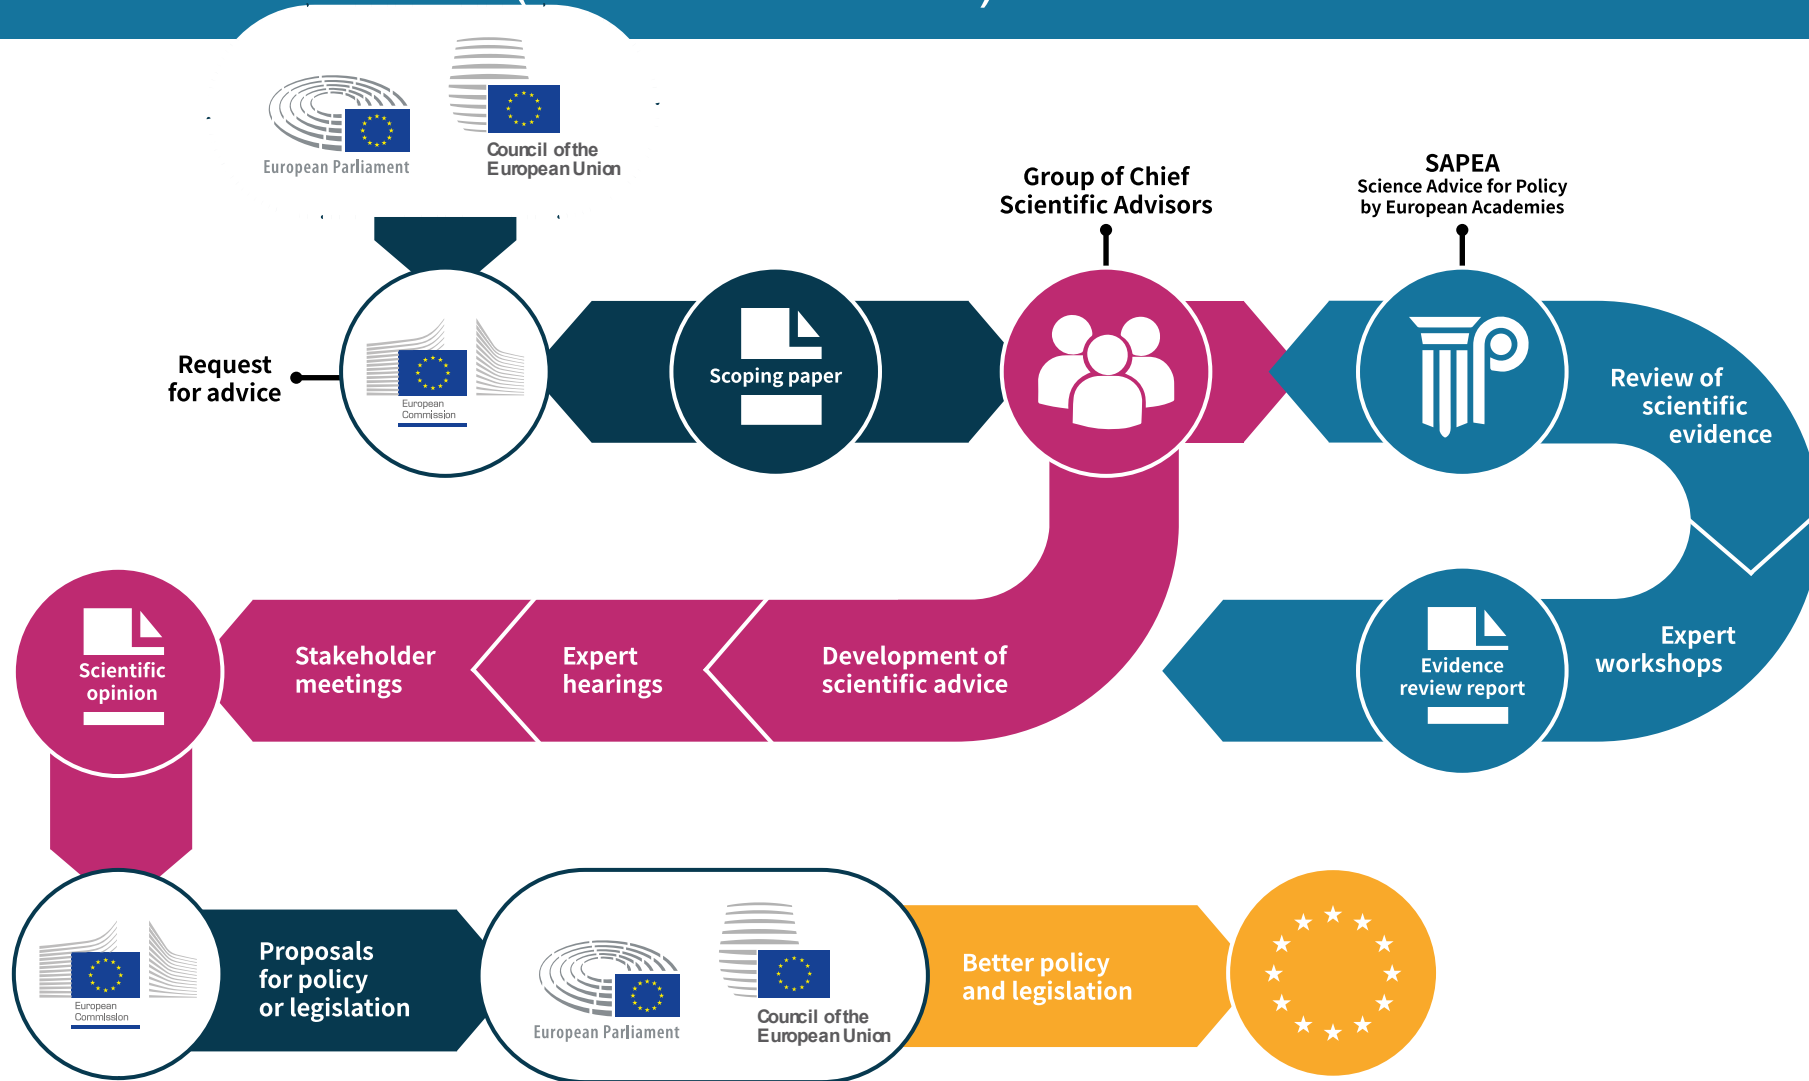 European Parliament
Council of the
European Union
Group of Chief
Scientific Advisors
SAPEA
Science Advice for Policy
by European Academies
Request
for advice
European
Commission
Scoping paper
Review of
scientific
evidence
Scientific
opinion
Stakeholder
meetings
Expert
hearings
Development of
scientific advice
Evidence
review report
Expert
workshops
European
Commission
Proposals
for policy
or legislation
European Parliament
Council of the
European Union
Better policy
and legislation